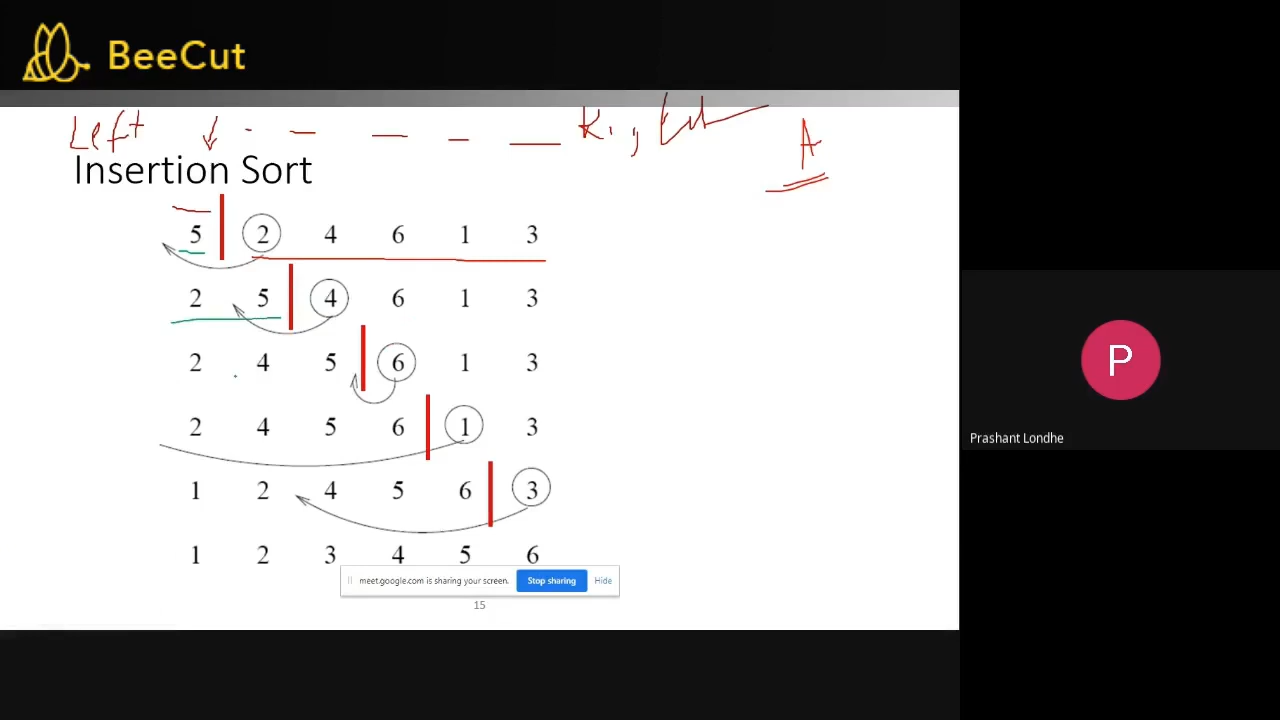 BeeCut
Left
A
Insertion Sort
5 2 4 6 1 3
2 5 4 6 1 3
2 4 5 6 1 3
2 4 5 6 1 3
1 2 4 5 6 3
1 2 3 4 5 6
meet.google.com is sharing your screen. Stop sharing Hide
15
P
Prashant Londhe